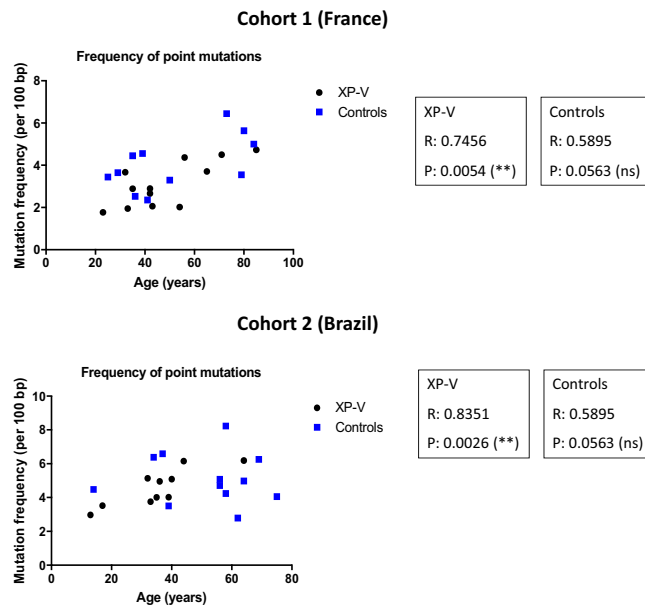 Cohort 1 (France)
Frequency of point mutations
Mutation frequency (per 100 bp)
8
6
4
2
0
0 20 40 60 80 100
Age (years)
XP-V
Controls
XP-V
R: 0.7456
P: 0.0054 (**)
Controls
R: 0.5895
P: 0.0563 (ns)
Cohort 2 (Brazil)
Frequency of point mutations
Mutation frequency (per 100 bp)
10
8
6
4
2
0
0 20 40 60 80
Age (years)
XP-V
Controls
XP-V
R: 0.8351
P: 0.0026 (**)
Controls
R: 0.5895
P: 0.0563 (ns)